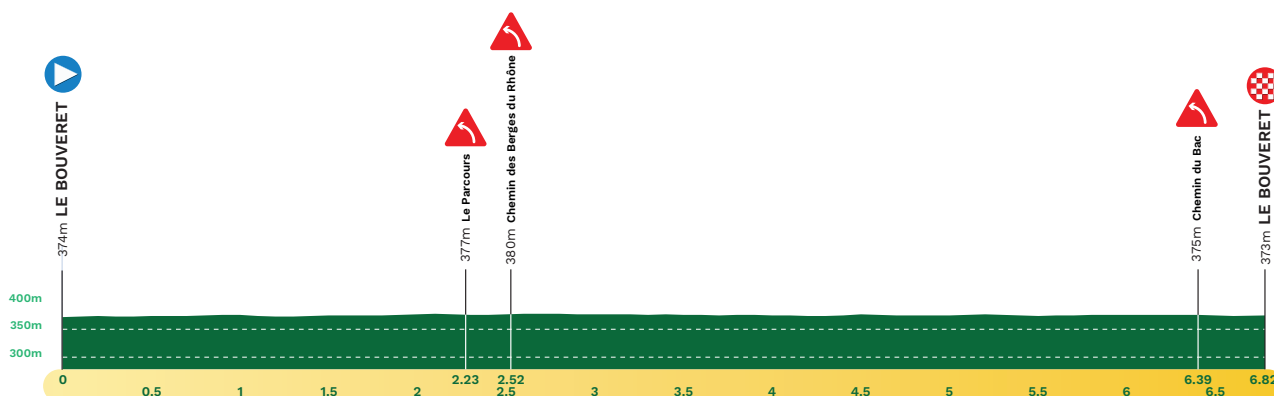 374m LE BOUVERET
377m Le Parcours
380m Chemin des Berges du Rhône
375m Chemin du Bac
373m LE BOUVERET
400m
350m
300m
0 2.23 2.52 6.39 6.82
0.5 1 1.5 2 2.5 3 3.5 4 4.5 5 5.5 6 6.5